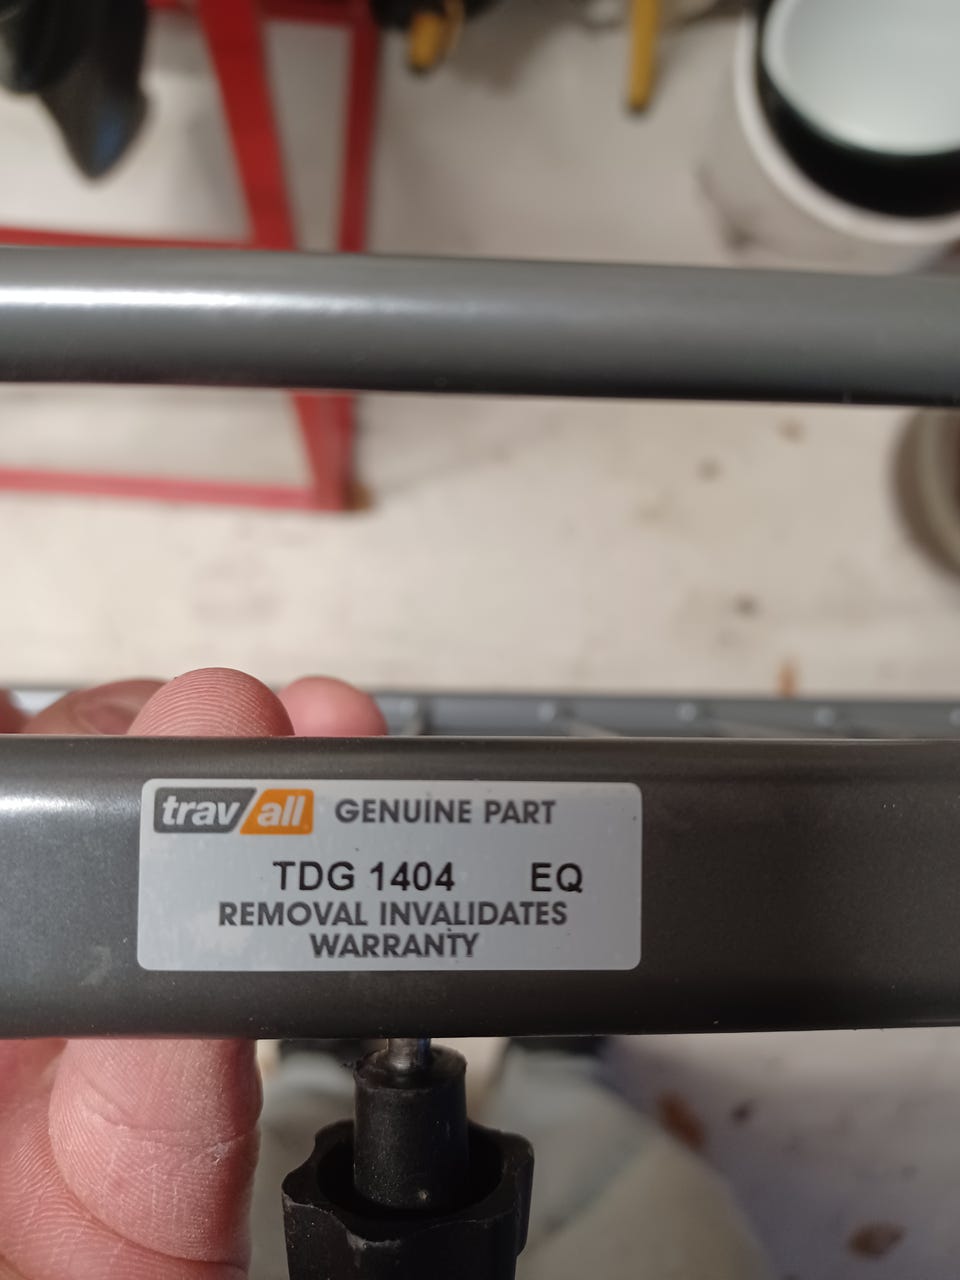 travall GENUINE PART
TDG 1404 EQ
REMOVAL INVALIDATES
WARRANTY